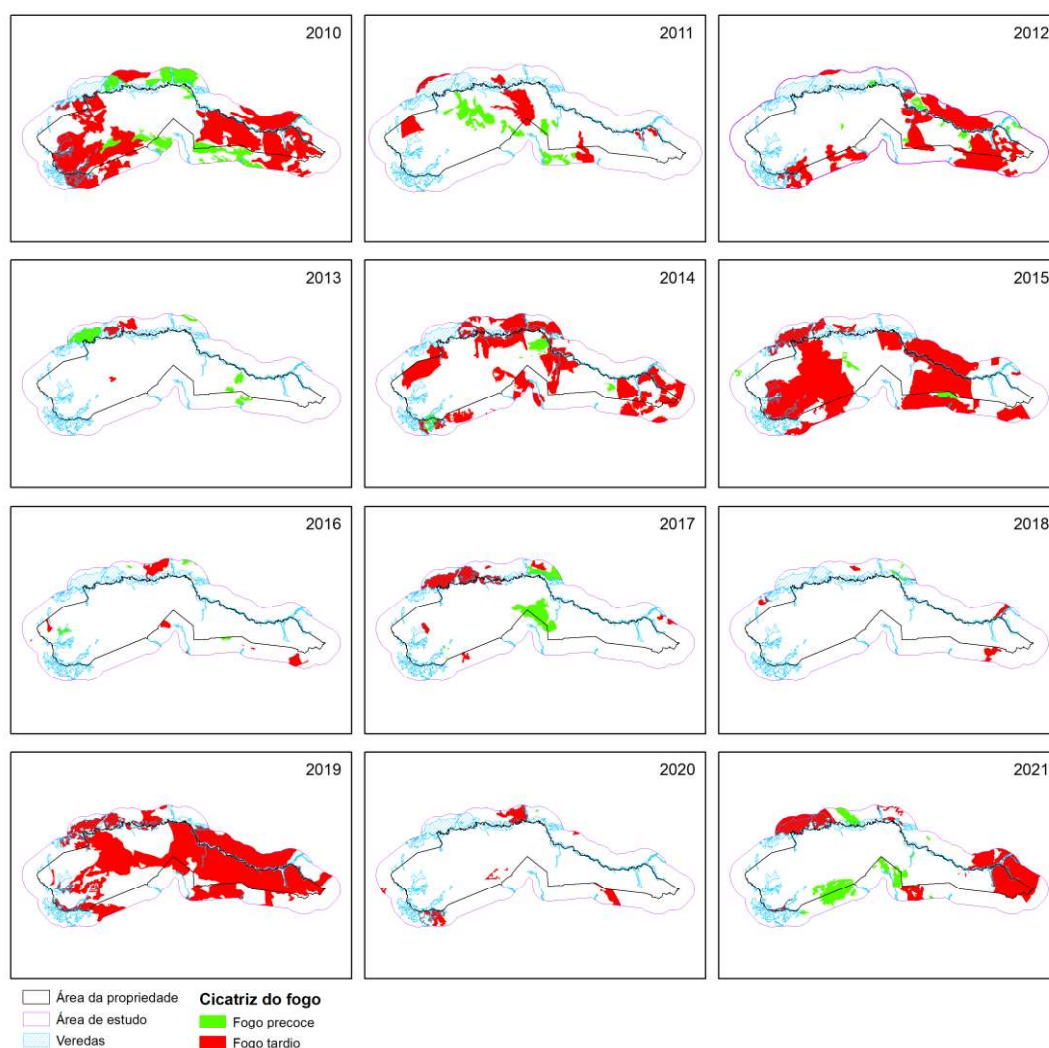 2010
2011
2012
2013
2014
2015
2016
2017
2018
2019
2020
2021
Área da propriedade
Área de estudo
Veredas
Cicatriz do fogo
Fogo precoce
Fogo tardio